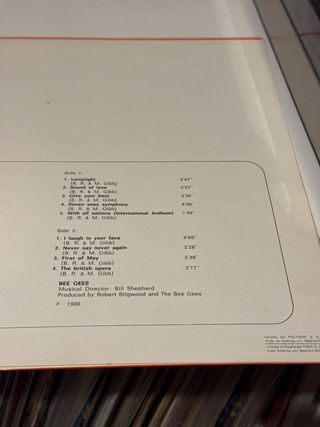 Side 1:
1. Lamplight 4'47"
(B. R. & M. Gibb)
2. Sound of love 3'27"
(B. R. & M. Gibb)
3. Give your best 3'26"
(B. R. & M. Gibb)
4. Seven seas symphony 4'09"
(B. R. & M. Gibb)
5. With all nations (International Anthem) 1'46"
(B. R. & M. Gibb)
Side 2:
1. I laugh in your face 4'09"
(B. R. & M. Gibb)
2. Never say never again 3'28"
(B. R. & M. Gibb)
3. First of May 2'48"
(B. R. & M. Gibb)
4. The british opera 3'17"
(B. R. & M. Gibb)
BEE GEES
Musical Director: Bill Shepherd
Produced by Robert Stigwood and The Bee Gees
P 1969